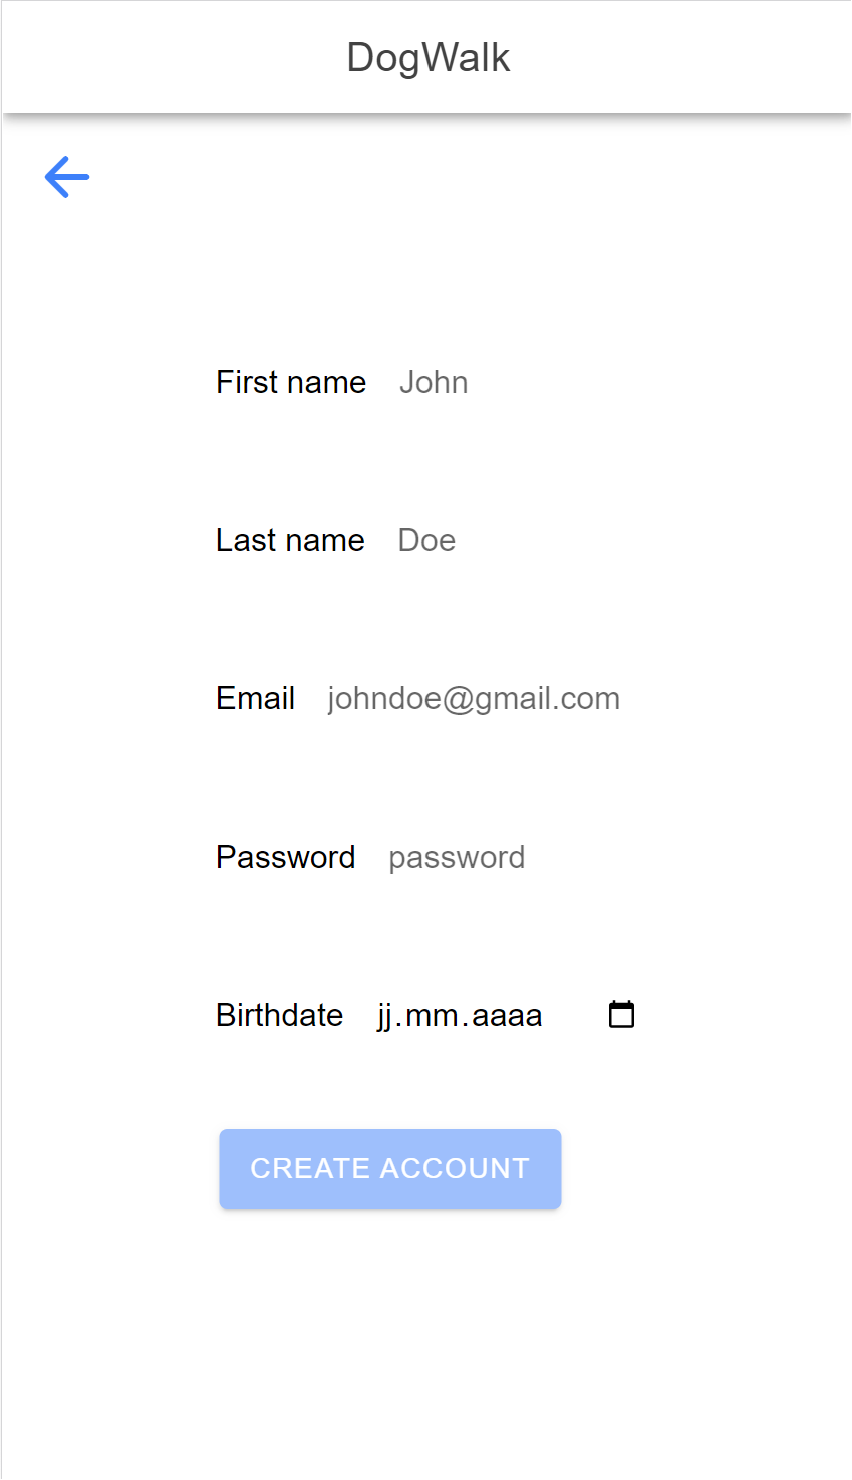 DogWalk
First name John
Last name Doe
Email johndoe@gmail.com
Password password
Birthdate jj.mm.aaaa
CREATE ACCOUNT